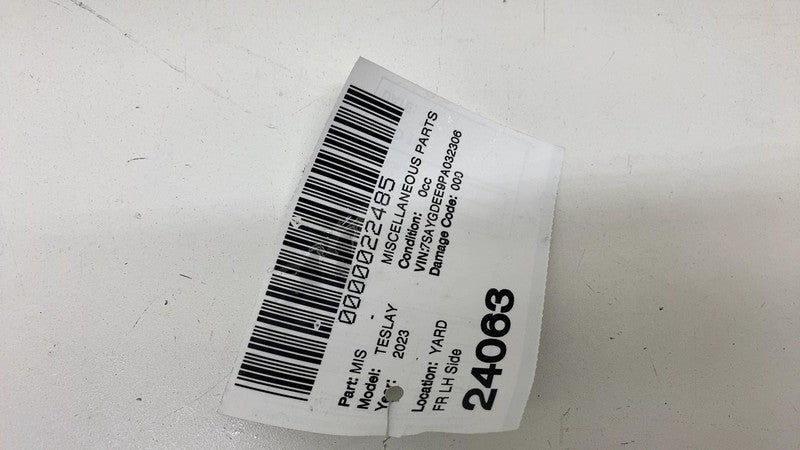 0000022485
Part: MIS - MISCELLANEOUS PARTS
Model: TESLAY Condition: 0cc
Year: 2023 VIN:7SAYGDEE9PA032306
Damage Code: 000
Location: YARD
FR LH Side
24063